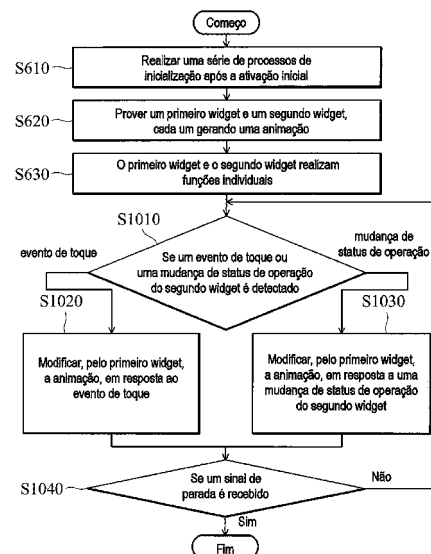 Começo
S610
Realizar uma série de processos de
inicialização após a ativação inicial
S620
Prover um primeiro widget e um segundo widget,
cada um gerando uma animação
S630
O primeiro widget e o segundo widget realizam
funções individuais
S1010
evento de toque
Se um evento de toque ou
uma mudança de status de operação
do segundo widget é detectado
mudança de
status de operação
S1020
Modificar, pelo primeiro widget,
a animação, em resposta ao
evento de toque
S1030
Modificar, pelo primeiro widget,
a animação, em resposta a uma
mudança de status de operação
do segundo widget
S1040
Se um sinal de
parada é recebido
Não
Sim
Fim